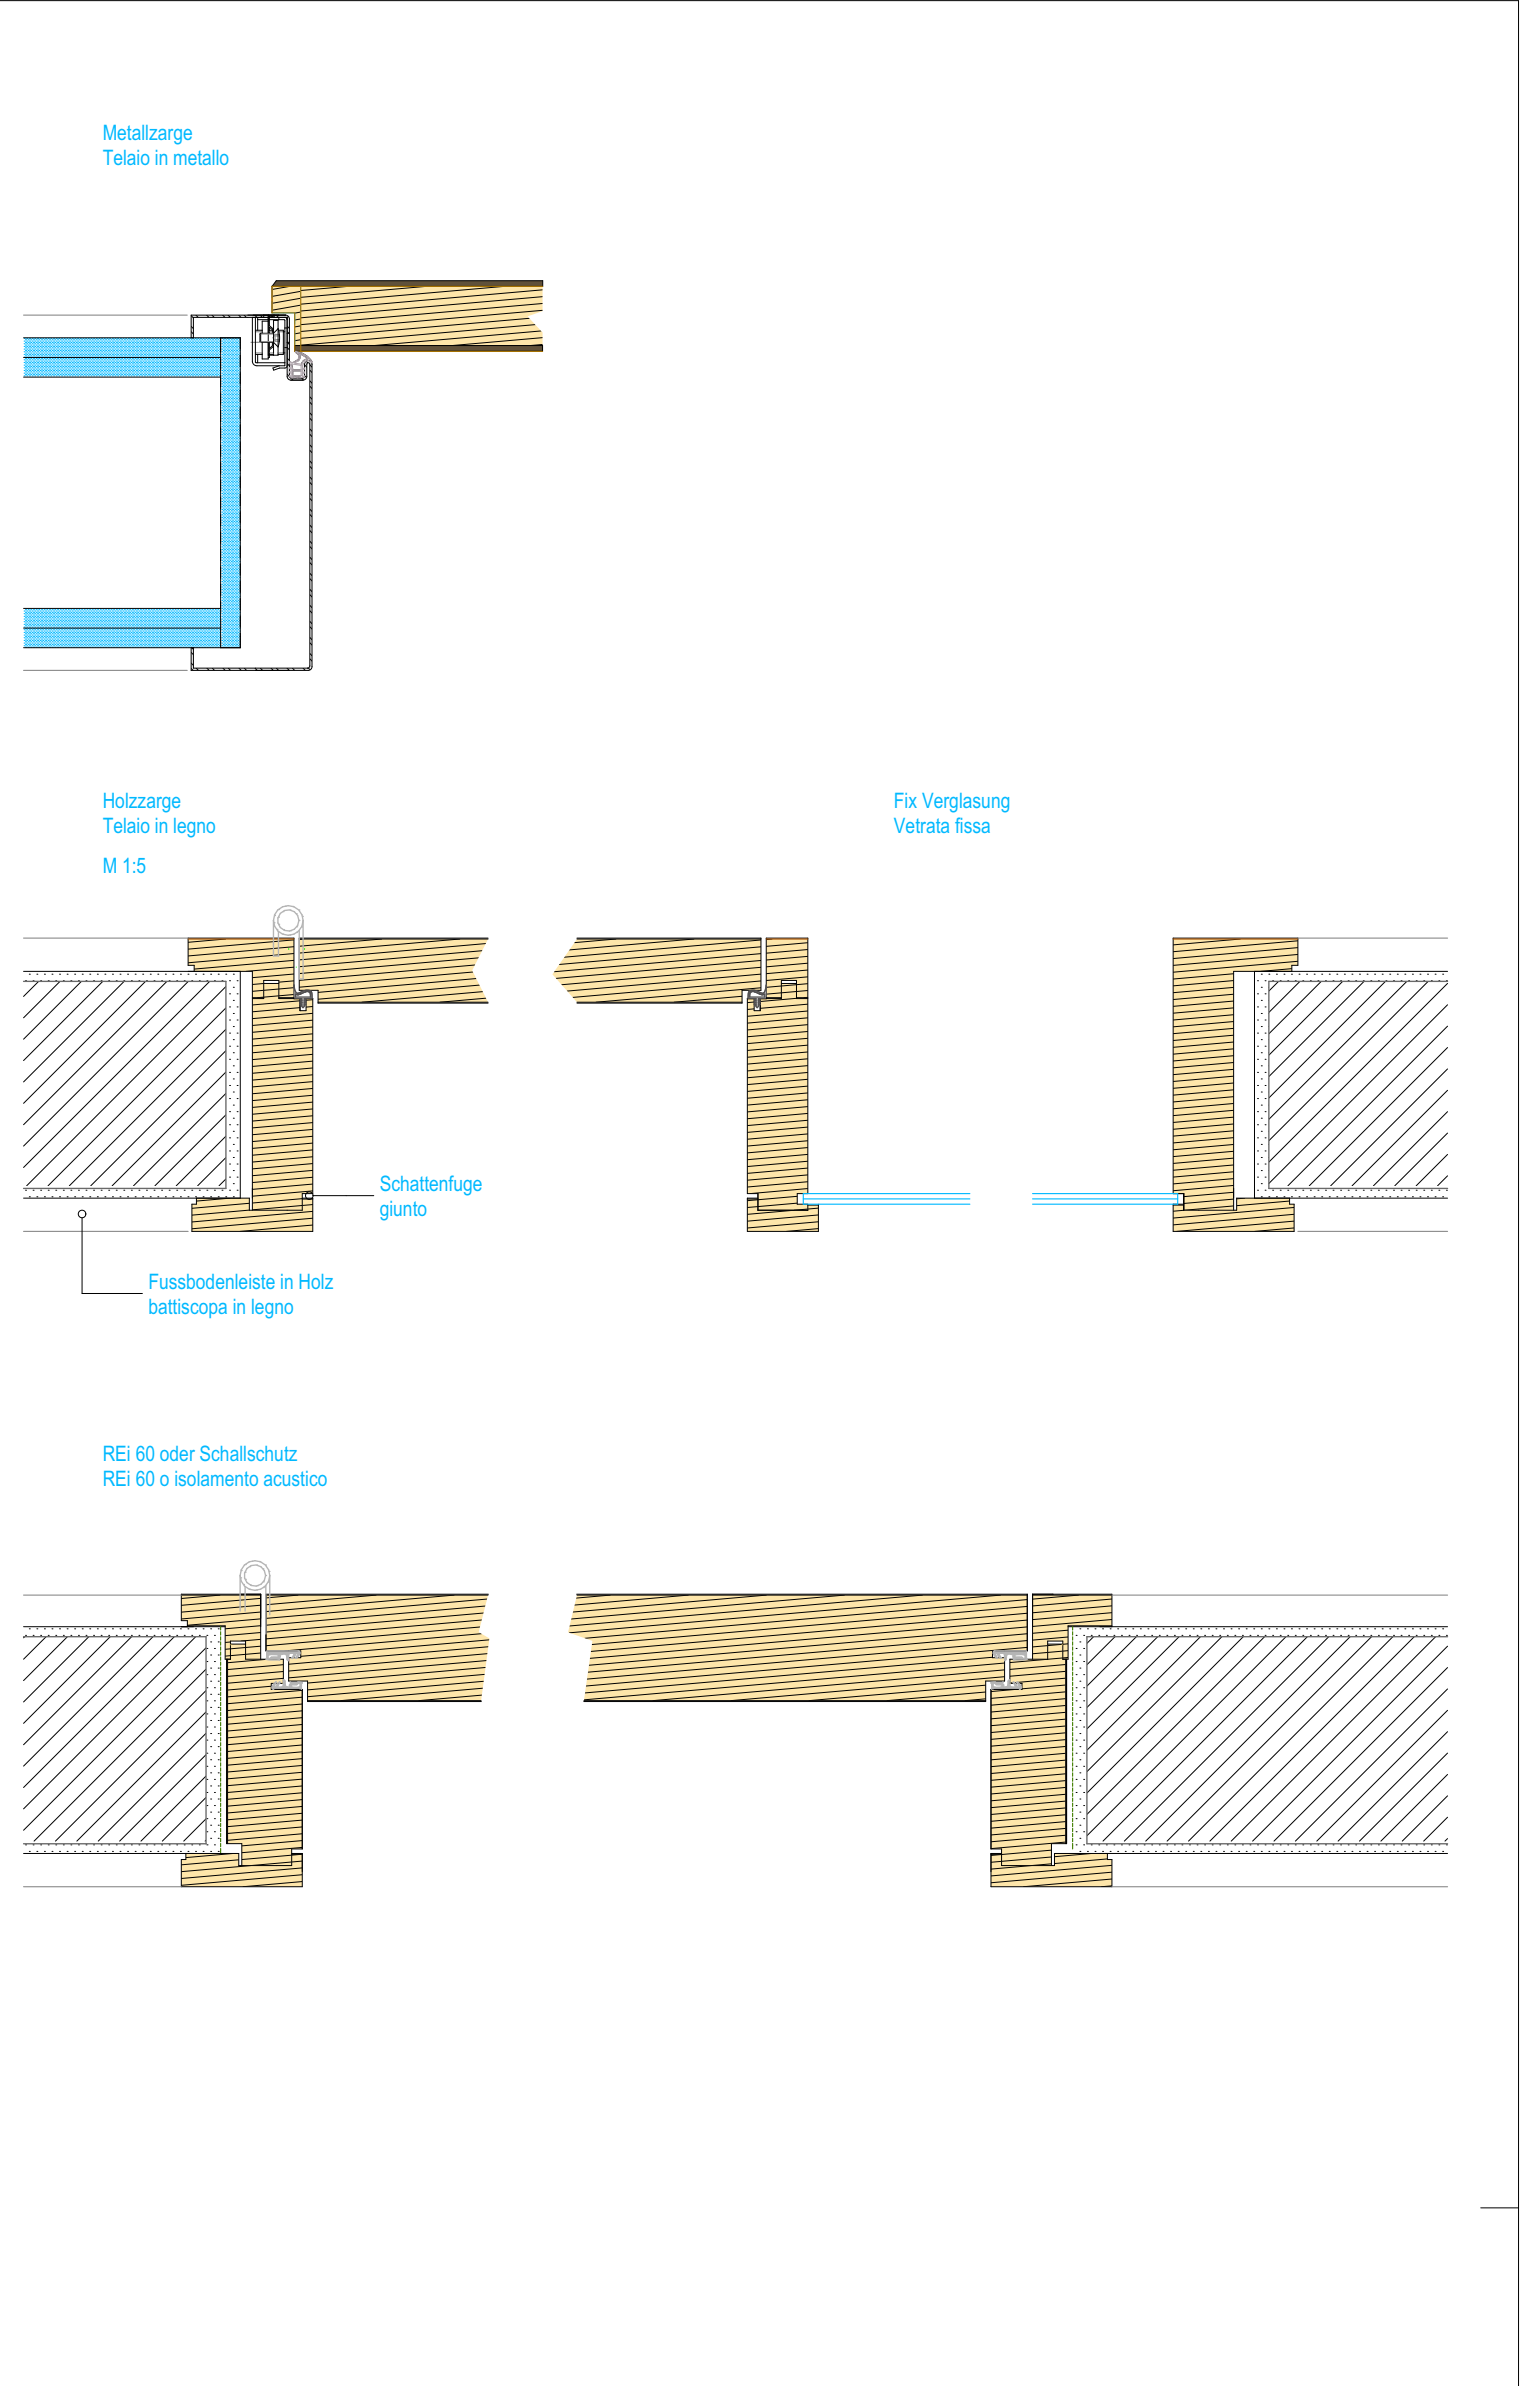 Metallzarge
Telaio in metallo
Holzzarge
Telaio in legno
M 1:5
Fix Verglasung
Vetrata fissa
Schattenfuge
giunto
Fussbodenleiste in Holz
battiscopa in legno
REi 60 oder Schallschutz
REi 60 o isolamento acustico